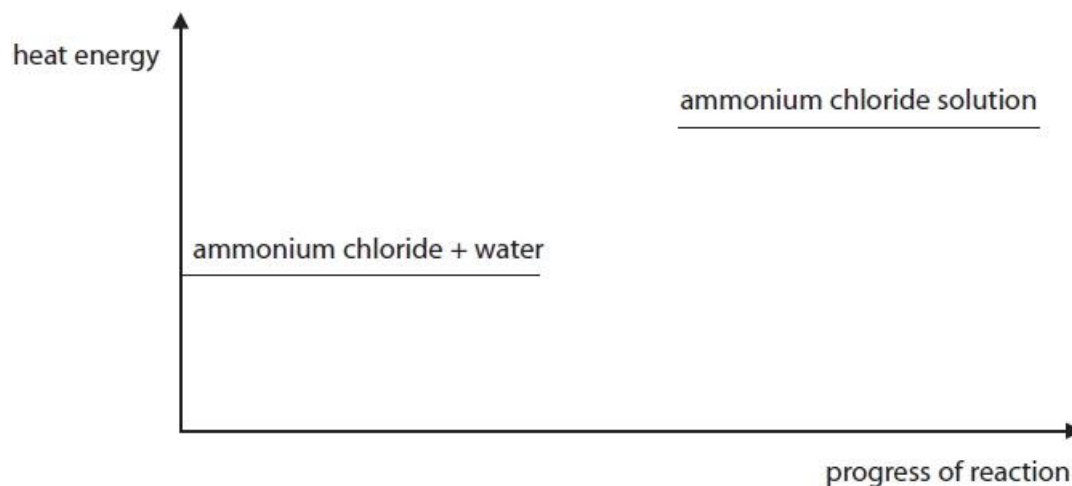 heat energy
ammonium chloride solution
ammonium chloride + water
progress of reaction